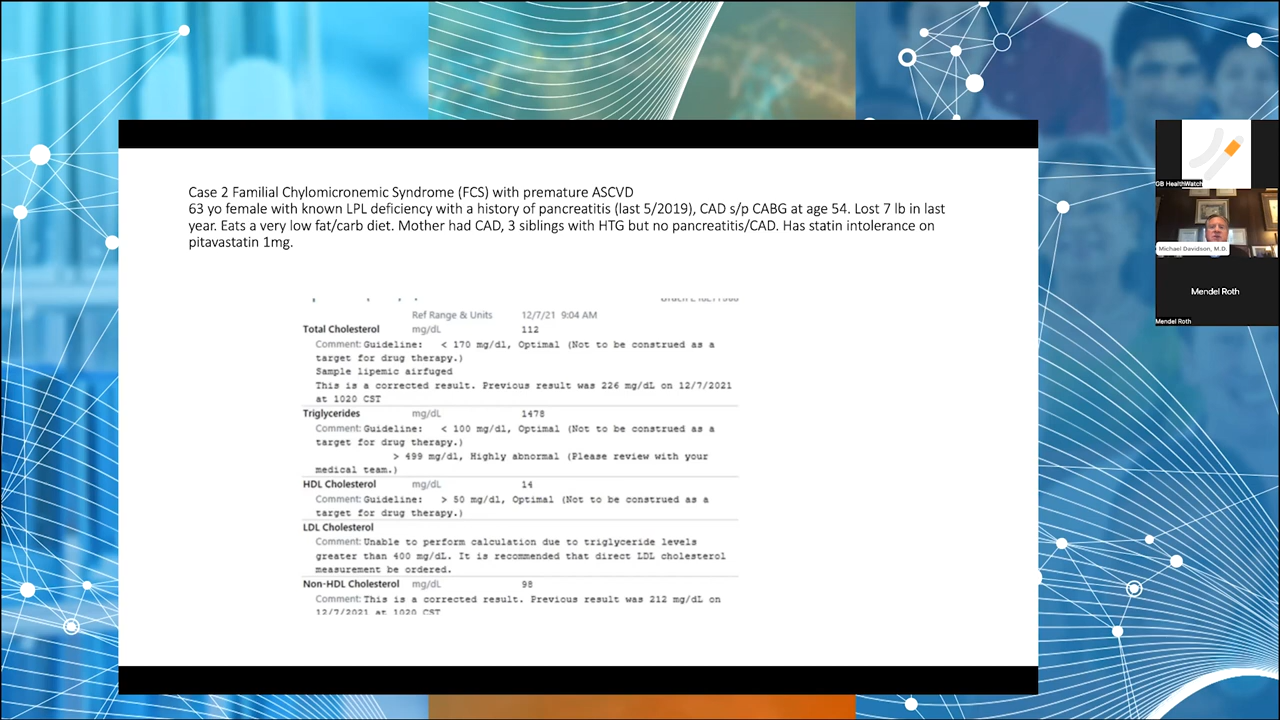 Case 2 Familial Chylomicronemic Syndrome (FCS) with premature ASCVD
63 yo female with known LPL deficiency with a history of pancreatitis (last 5/2019), CAD s/p CABG at age 54. Lost 7 lb in last
year. Eats a very low fat/carb diet. Mother had CAD, 3 siblings with HTG but no pancreatitis/CAD. Has statin intolerance on
pitavastatin 1mg.
Ref Range & Units 12/7/21 9:04 AM
Total Cholesterol mg/dL 112
Comment: Guideline: < 170 mg/dl, Optimal (Not to be construed as a
target for drug therapy.)
Sample lipemic airfuged
This is a corrected result. Previous result was 226 mg/dL on 12/7/2021
at 1020 CST
Triglycerides mg/dL 1478
Comment: Guideline: < 100 mg/dl, Optimal (Not to be construed as a
target for drug therapy.)
> 499 mg/dl, Highly abnormal (Please review with your
medical team.)
HDL Cholesterol mg/dL 14
Comment: Guideline: > 50 mg/dl, Optimal (Not to be construed as a
target for drug therapy.)
LDL Cholesterol
Comment: Unable to perform calculation due to triglyceride levels
greater than 400 mg/dL. It is recommended that direct LDL cholesterol
measurement be ordered.
Non-HDL Cholesterol mg/dL 98
Comment: This is a corrected result. Previous result was 212 mg/dL on
12/7/2021 at 1020 CST
GB HealthWatch
Michael Davidson, M.D.
Mendel Roth
Mendel Roth